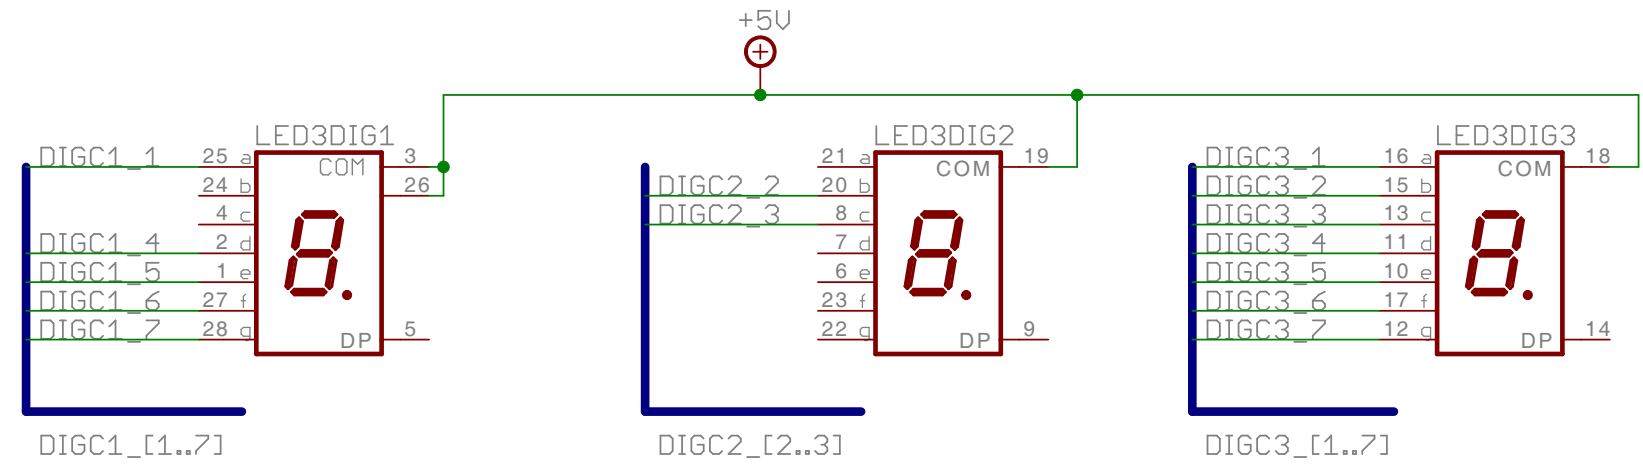 +5V
LED3DIG1
DIGC1_1 25 a COM 3
24 b 26
4 c
DIGC1_4 2 d
DIGC1_5 1 e
DIGC1_6 27 f
DIGC1_7 28 g DP 5
DIGC1_[1..7]
LED3DIG2
21 a COM 19
DIGC2_2 20 b
DIGC2_3 8 c
7 d
6 e
23 f
22 g DP 9
DIGC2_[2..3]
LED3DIG3
DIGC3_1 16 a COM 18
DIGC3_2 15 b
DIGC3_3 13 c
DIGC3_4 11 d
DIGC3_5 10 e
DIGC3_6 17 f
DIGC3_7 12 g DP 14
DIGC3_[1..7]